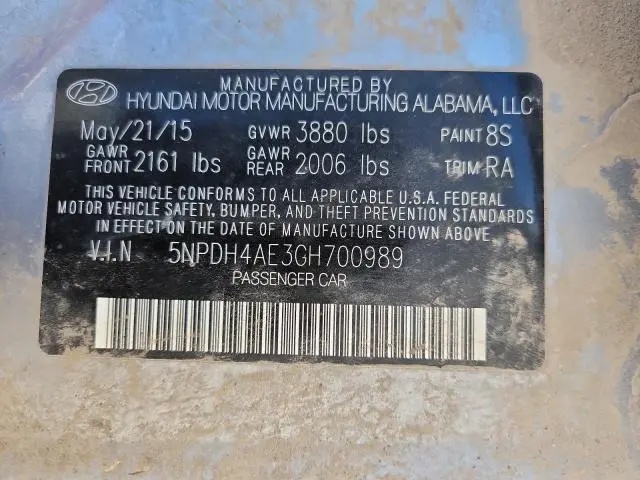 MANUFACTURED BY
HYUNDAI MOTOR MANUFACTURING ALABAMA, LLC
May/21/15 GVWR 3880 lbs PAINT 8S
GAWR FRONT 2161 lbs GAWR REAR 2006 lbs TRIM RA
THIS VEHICLE CONFORMS TO ALL APPLICABLE U.S.A. FEDERAL
MOTOR VEHICLE SAFETY, BUMPER, AND THEFT PREVENTION STANDARDS
IN EFFECT ON THE DATE OF MANUFACTURE SHOWN ABOVE.
V.I.N 5NPDH4AE3GH700989
PASSENGER CAR